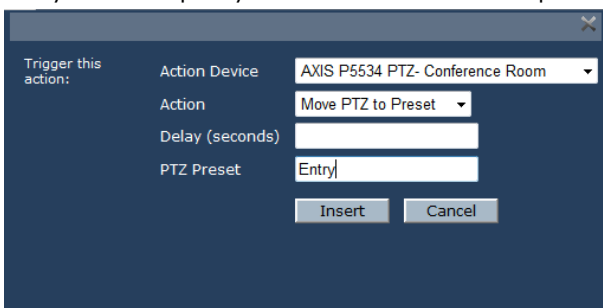 Trigger this
action:
Action Device
AXIS P5534 PTZ- Conference Room
Action
Move PTZ to Preset
Delay (seconds)
PTZ Preset
Entry
Insert
Cancel